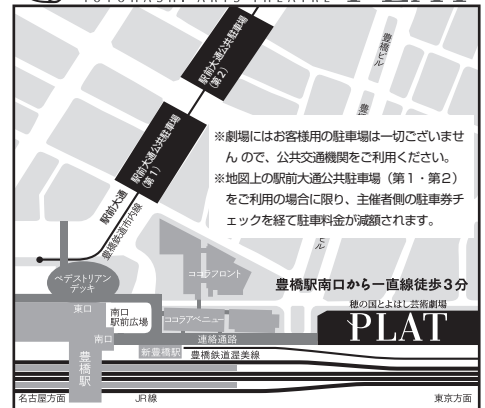 TOYOHASHI ARTS THEATRE PLAT
駅前大通公共駐車場
(第2)
豊橋ビル
駅前大通公共駐車場
(第1)
駅前大通
豊橋鉄道市内線
※劇場にはお客様用の駐車場は一切ございませ
んので、公共交通機関をご利用ください。
※地図上の駅前大通公共駐車場（第1・第2）
をご利用の場合に限り、主催者側の駐車券チ
ェックを経て駐車料金が減額されます。
豊橋
ビル
ペデストリアン
デッキ
ココラフロント
豊橋駅南口から一直線徒歩3分
穂の国とよはし芸術劇場
PLAT
東口
南口
駅前広場
ココラアベニュー
南口
連絡通路
豊橋駅
新豊橋駅
豊橋鉄道渥美線
名古屋方面
JR線
東京方面